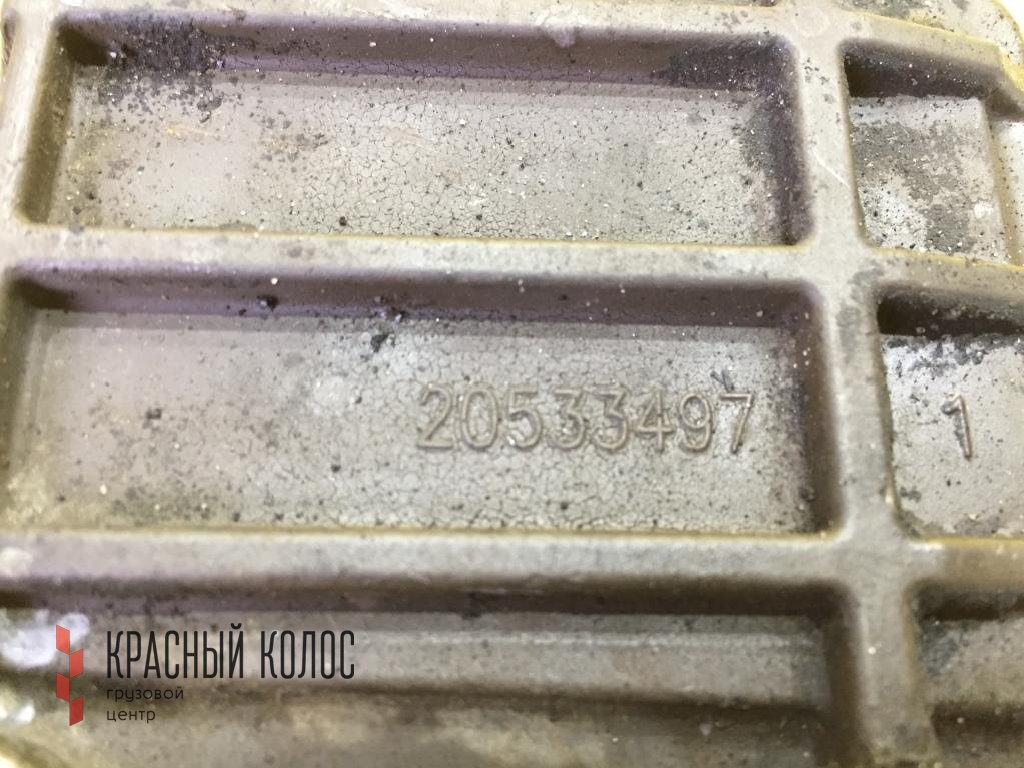 20533497
1
КРАСНЫЙ КОЛОС
грузовой
центр